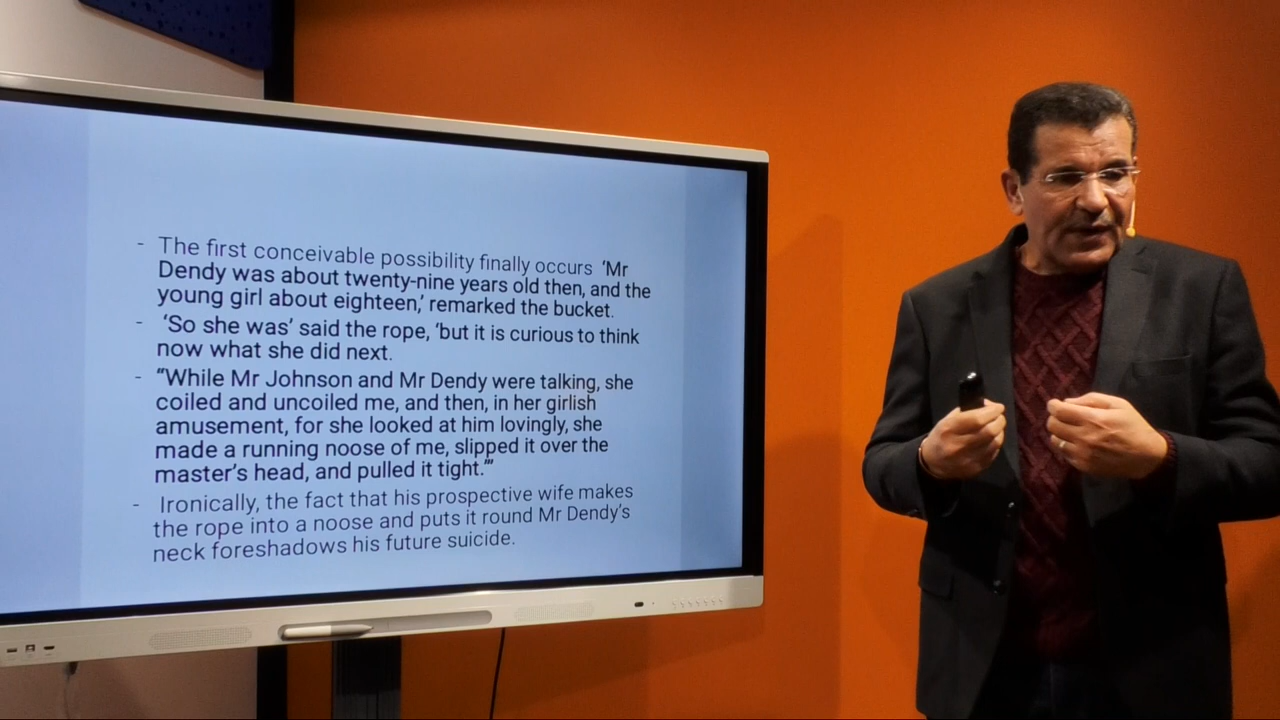 - The first conceivable possibility finally occurs ‘Mr
Dendy was about twenty-nine years old then, and the
young girl about eighteen,’ remarked the bucket.
- ‘So she was’ said the rope, ‘but it is curious to think
now what she did next.
- “While Mr Johnson and Mr Dendy were talking, she
coiled and uncoiled me, and then, in her girlish
amusement, for she looked at him lovingly, she
made a running noose of me, slipped it over the
master’s head, and pulled it tight.”’
- Ironically, the fact that his prospective wife makes
the rope into a noose and puts it round Mr Dendy’s
neck foreshadows his future suicide.